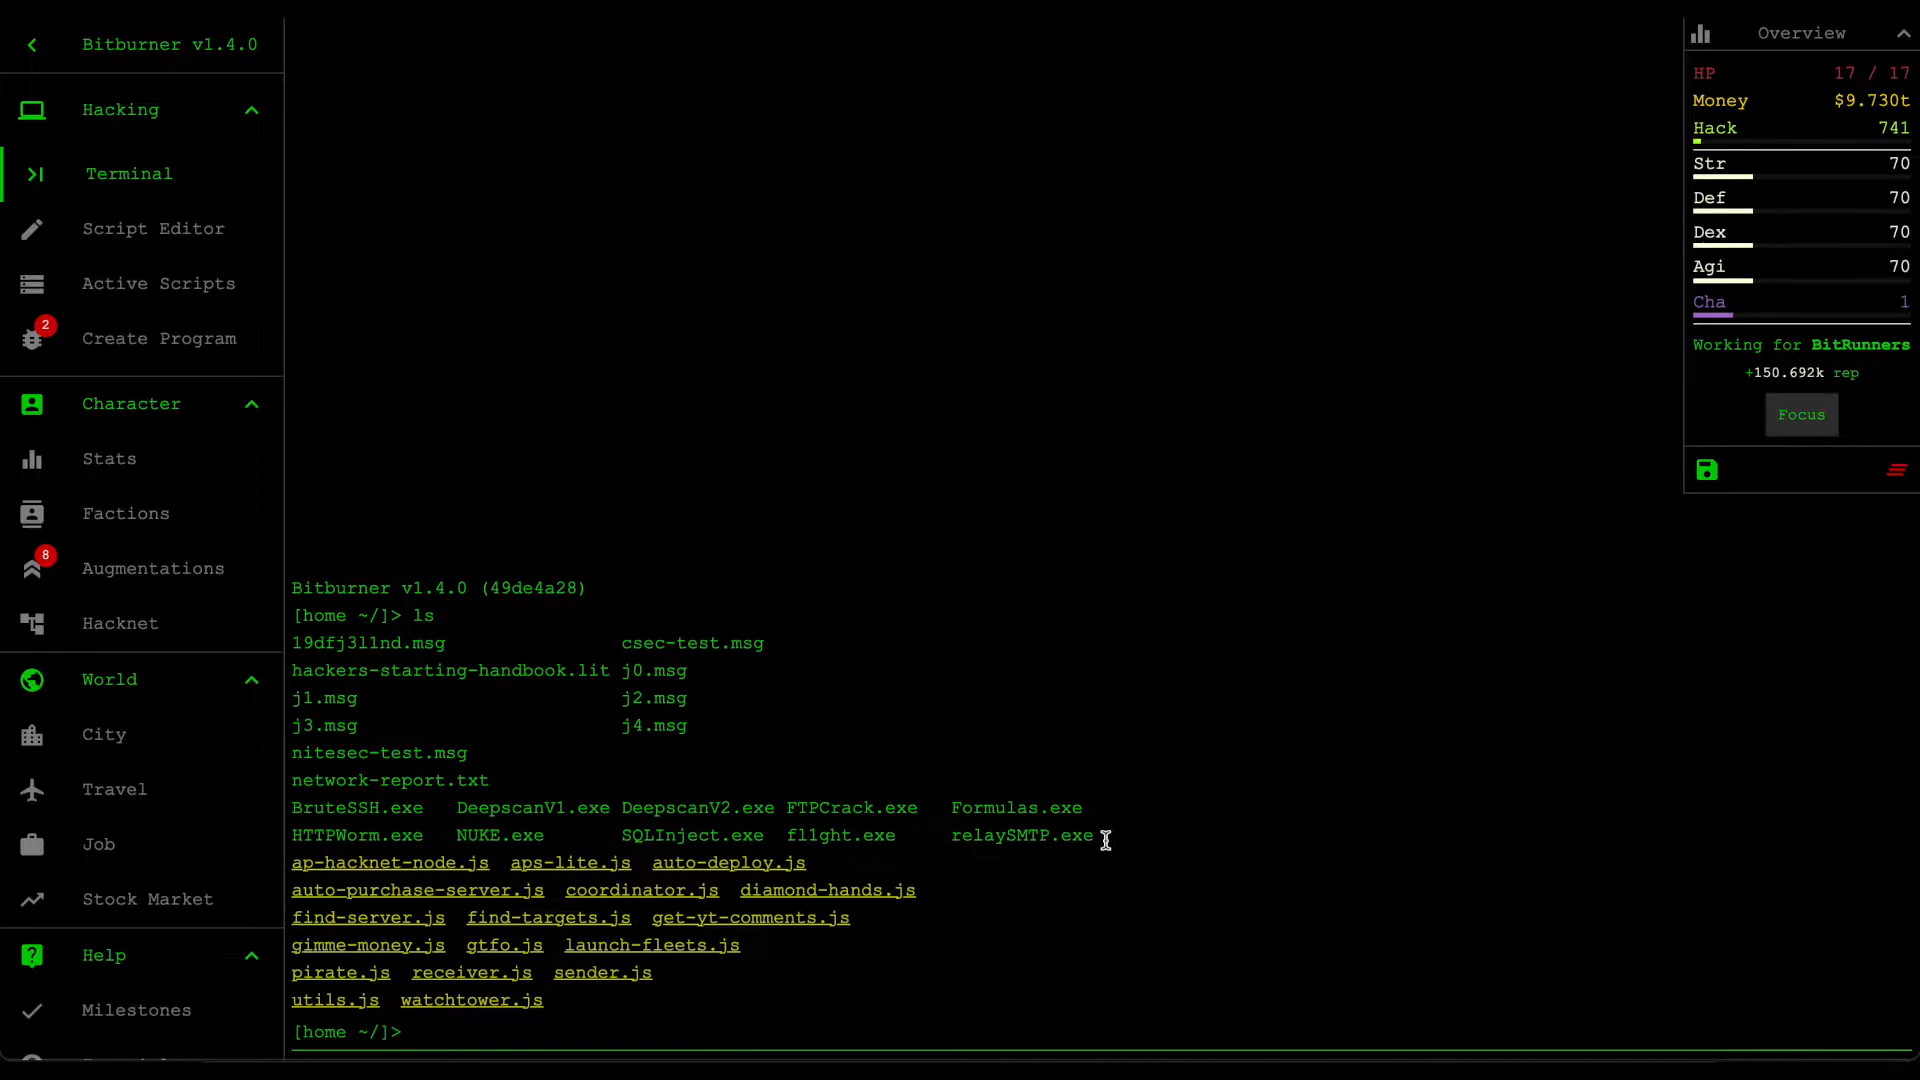 Bitburner v1.4.0
Hacking
Terminal
Script Editor
Active Scripts
2
Create Program
Character
Stats
Factions
8
Augmentations
Hacknet
World
City
Travel
Job
Stock Market
Help
Milestones
Bitburner v1.4.0 (49de4a28)
[home ~/]> ls
19dfj3l1nd.msg csec-test.msg
hackers-starting-handbook.lit j0.msg
j1.msg j2.msg
j3.msg j4.msg
nitesec-test.msg
network-report.txt
BruteSSH.exe DeepscanV1.exe DeepscanV2.exe FTPCrack.exe Formulas.exe
HTTPWorm.exe NUKE.exe SQLInject.exe fl1ght.exe relaySMTP.exe
ap-hacknet-node.js aps-lite.js auto-deploy.js
auto-purchase-server.js coordinator.js diamond-hands.js
find-server.js find-targets.js get-yt-comments.js
gimme-money.js gtfo.js launch-fleets.js
pirate.js receiver.js sender.js
utils.js watchtower.js
[home ~/]>
Overview
HP 17 / 17
Money $9.730t
Hack 741
Str 70
Def 70
Dex 70
Agi 70
Cha 1
Working for BitRunners
+150.692k rep
Focus